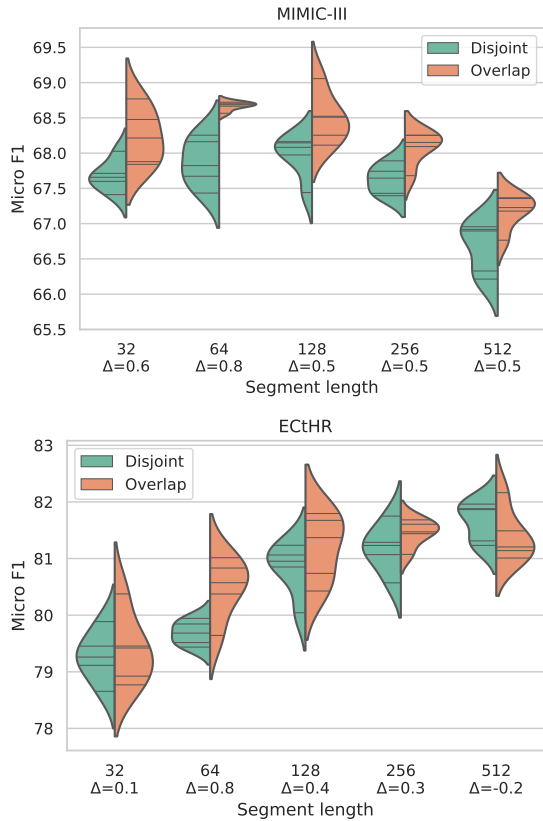 MIMIC-III
69.5
69.0
68.5
68.0
67.5
67.0
66.5
66.0
65.5
Micro F1
Disjoint
Overlap
32 64 128 256 512
Δ=0.6 Δ=0.8 Δ=0.5 Δ=0.5 Δ=0.5
Segment length
ECtHR
83
82
81
80
79
78
Micro F1
Disjoint
Overlap
32 64 128 256 512
Δ=0.1 Δ=0.8 Δ=0.4 Δ=0.3 Δ=-0.2
Segment length